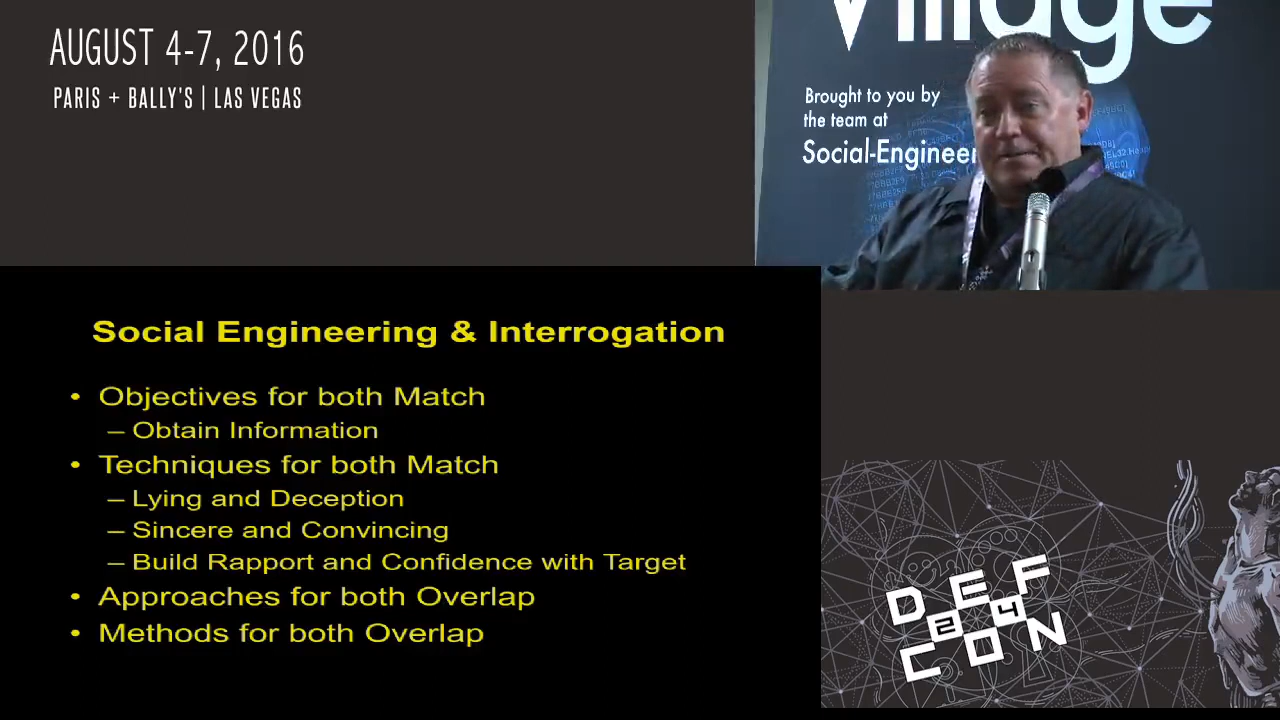 AUGUST 4-7, 2016
PARIS + BALLY'S | LAS VEGAS
Village
Brought to you by
the team at
Social-Engineer
Social Engineering & Interrogation
• Objectives for both Match
– Obtain Information
• Techniques for both Match
– Lying and Deception
– Sincere and Convincing
– Build Rapport and Confidence with Target
• Approaches for both Overlap
• Methods for both Overlap
DEF
24
CON